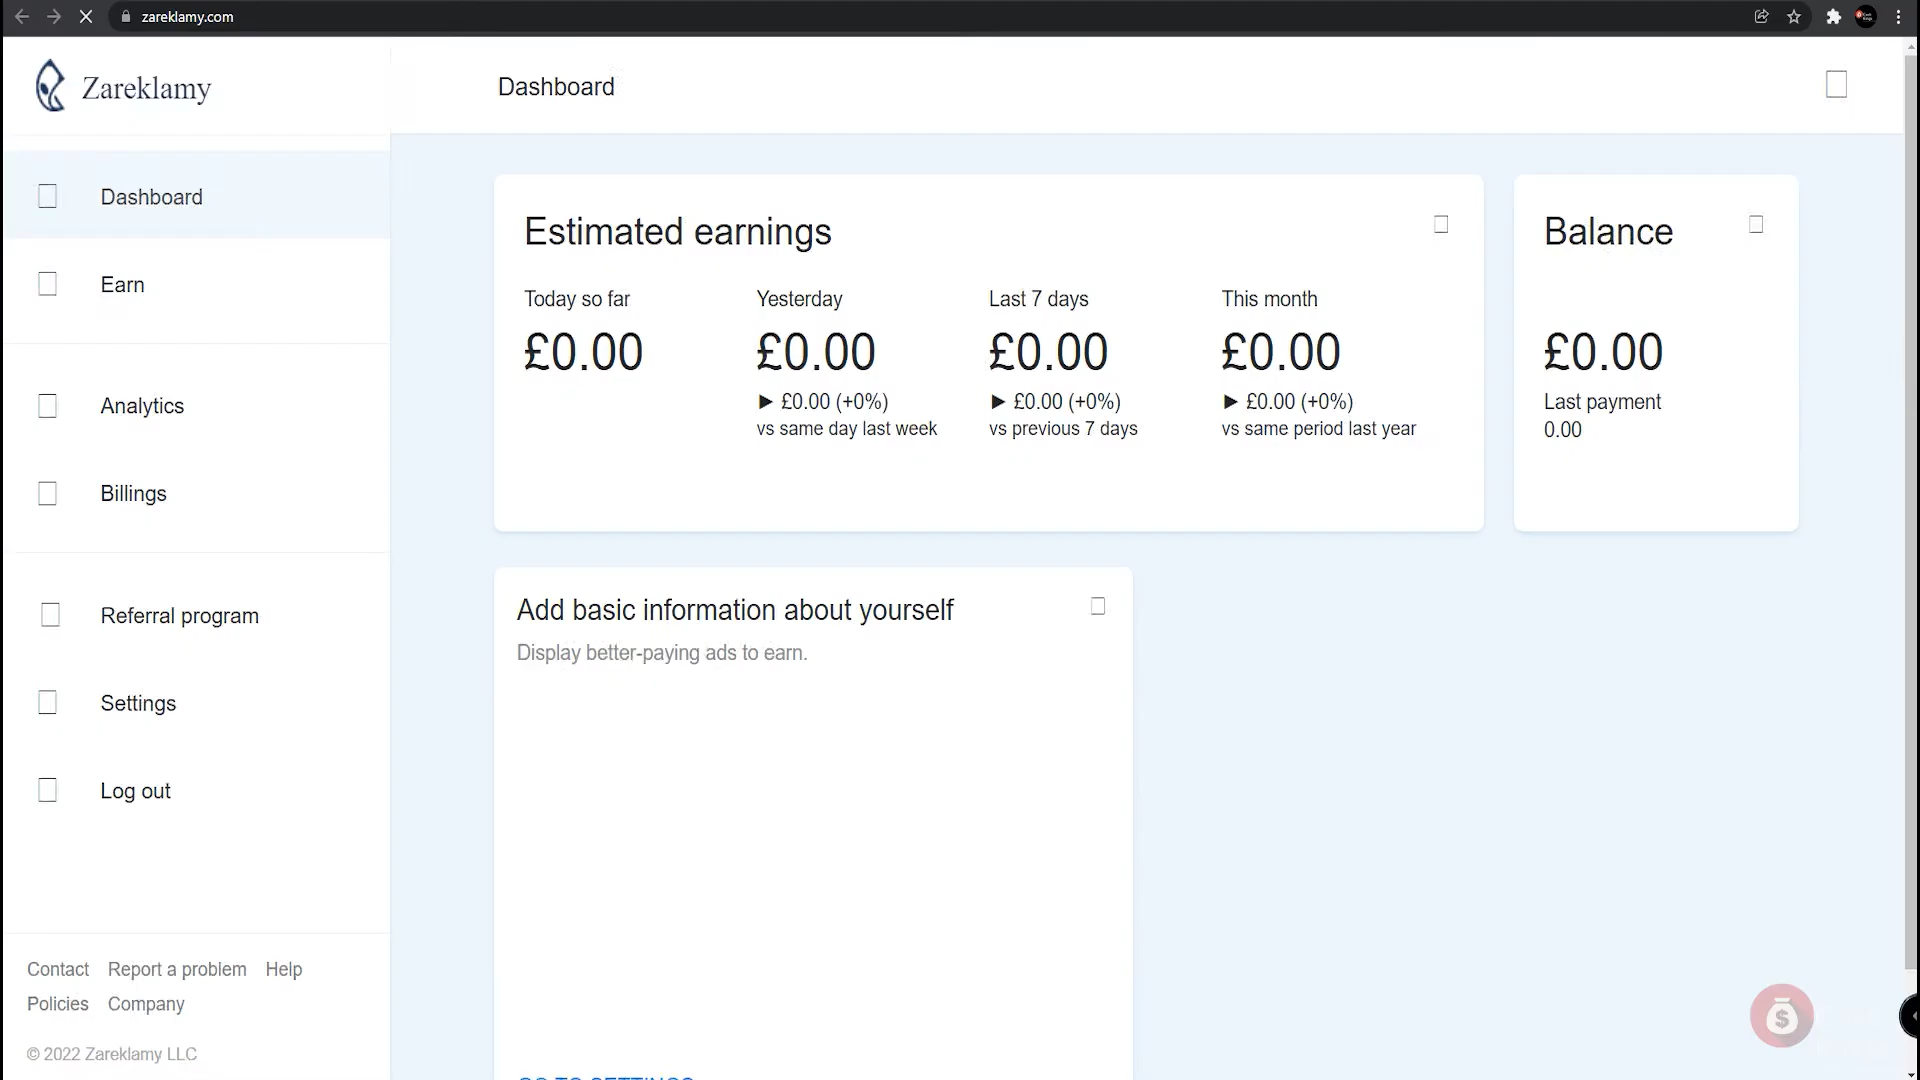 zareklamy.com
Zareklamy
Dashboard
Dashboard
Earn
Analytics
Billings
Referral program
Settings
Log out
Contact Report a problem Help
Policies Company
© 2022 Zareklamy LLC
Estimated earnings
Today so far
£0.00
Yesterday
£0.00
► £0.00 (+0%)
vs same day last week
Last 7 days
£0.00
► £0.00 (+0%)
vs previous 7 days
This month
£0.00
► £0.00 (+0%)
vs same period last year
Balance
£0.00
Last payment
0.00
Add basic information about yourself
Display better-paying ads to earn.
GO TO SETTINGS